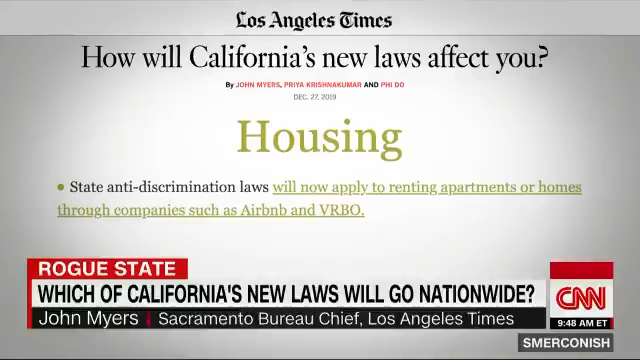 Los Angeles Times
How will California's new laws affect you?
By JOHN MYERS, PRIYA KRISHNAKUMAR AND PHI DO
DEC. 27, 2019
Housing
• State anti-discrimination laws will now apply to renting apartments or homes
through companies such as Airbnb and VRBO.
ROGUE STATE
WHICH OF CALIFORNIA'S NEW LAWS WILL GO NATIONWIDE?
John Myers Sacramento Bureau Chief, Los Angeles Times
CNN
9:48 AM ET
SMERCONISH